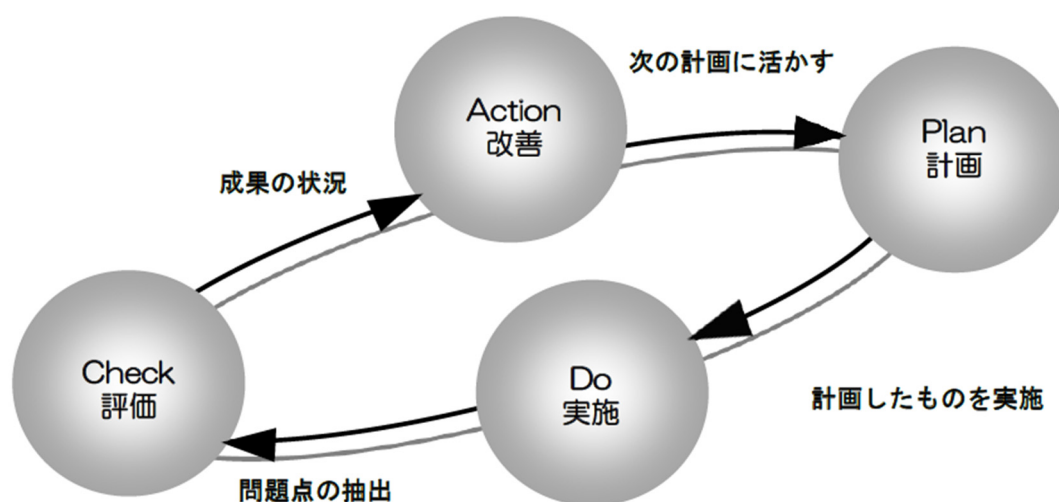 次の計画に活かす
Action
改善
Plan
計画
成果の状況
Check
評価
Do
実施
計画したものを実施
問題点の抽出